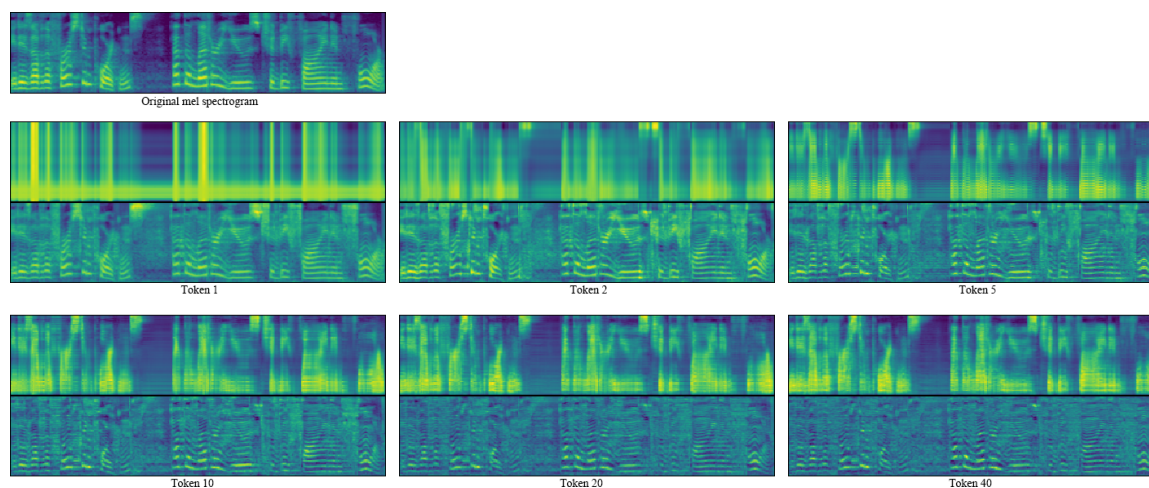 Original mel spectrogram
Token 1
Token 2
Token 5
Token 10
Token 20
Token 40